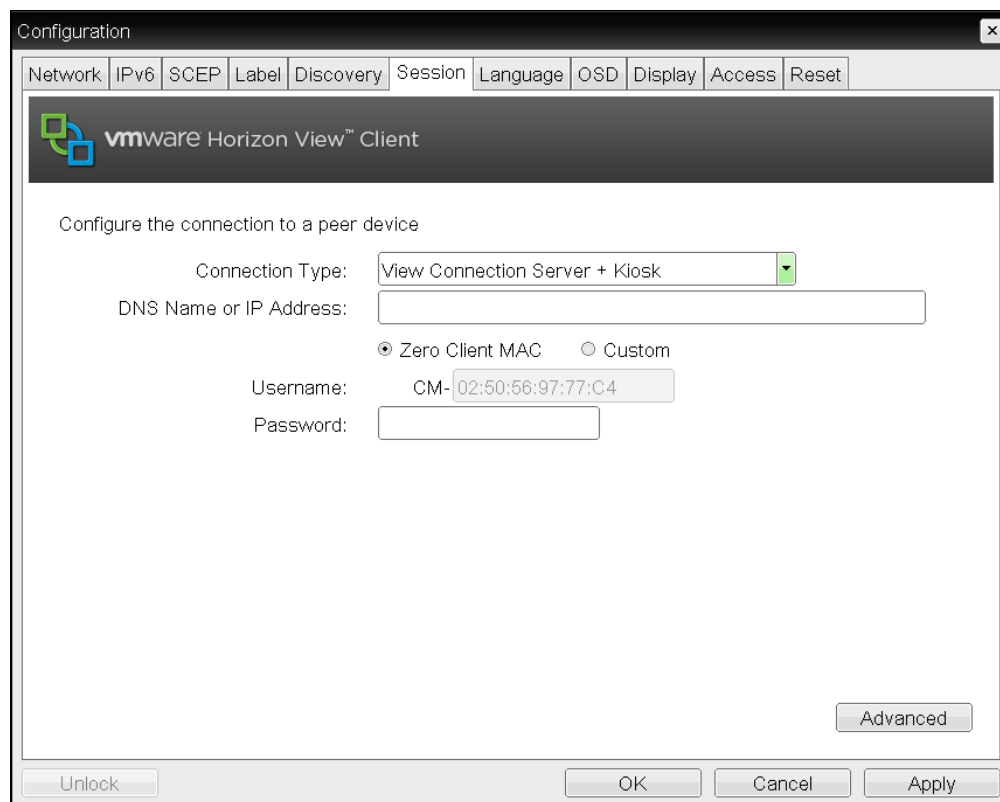 Configuration
Network IPv6 SCEP Label Discovery Session Language OSD Display Access Reset
vmware Horizon View™ Client
Configure the connection to a peer device
Connection Type: View Connection Server + Kiosk
DNS Name or IP Address:
Zero Client MAC Custom
Username: CM-02:50:56:97:77:C4
Password:
Advanced
Unlock OK Cancel Apply